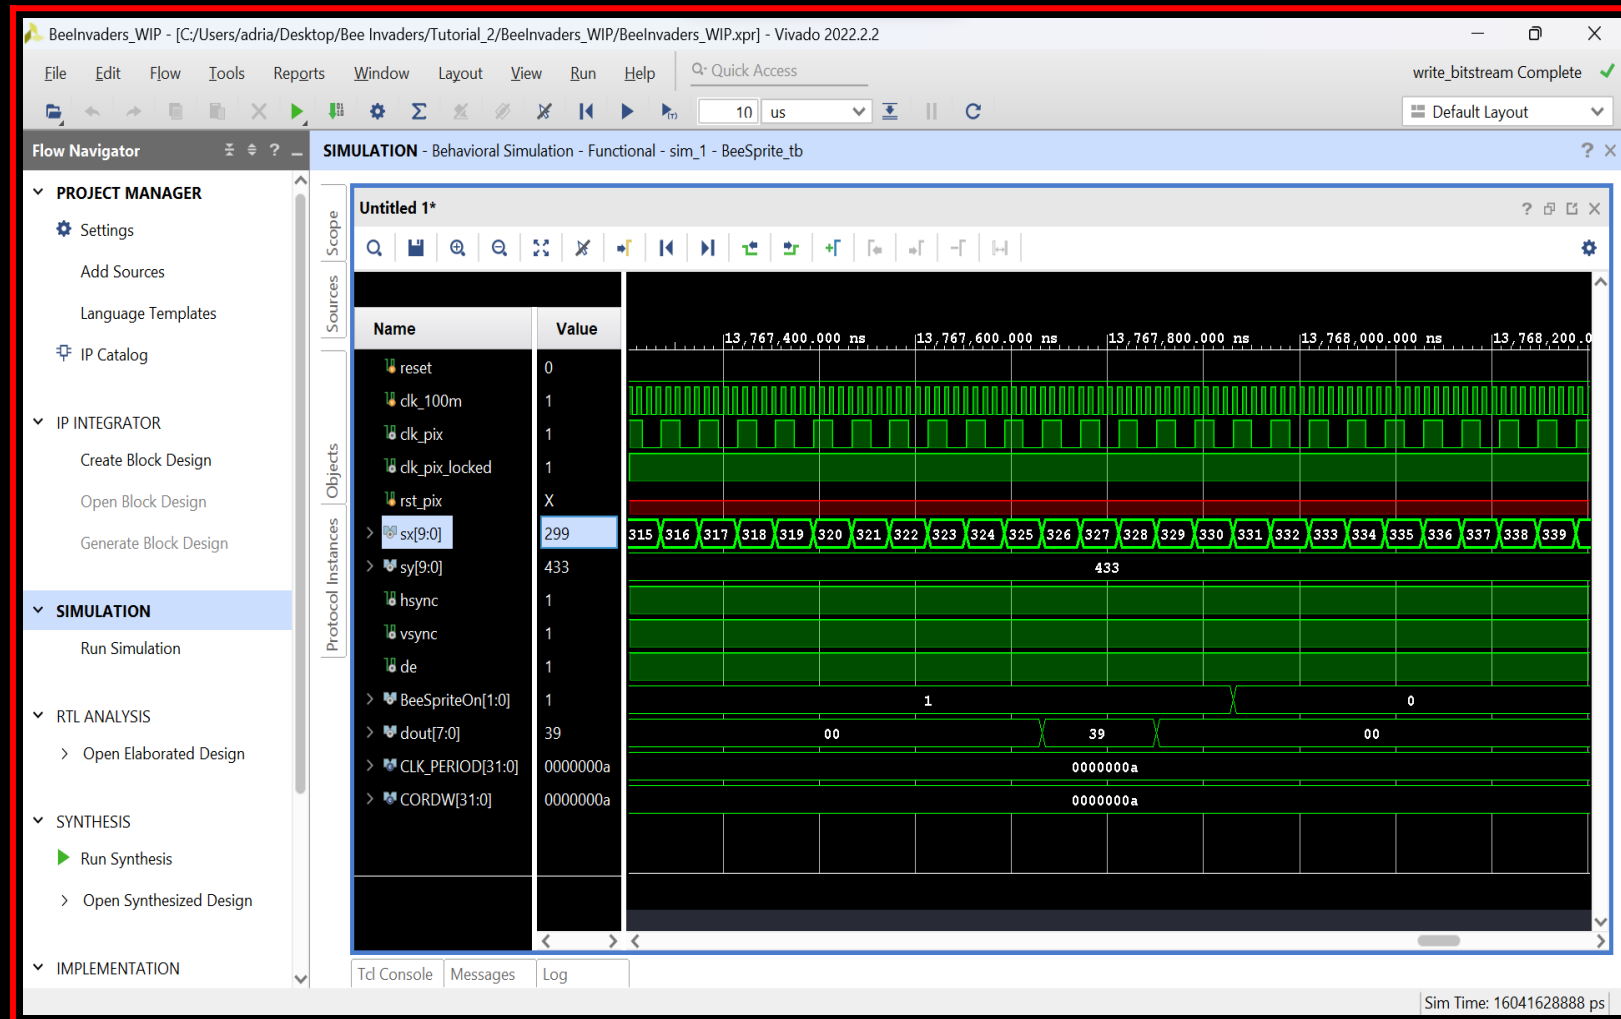 BeeInvaders_WIP - [C:/Users/adria/Desktop/Bee Invaders/Tutorial_2/BeeInvaders_WIP/BeeInvaders_WIP.xpr] - Vivado 2022.2.2
File Edit Flow Tools Reports Window Layout View Run Help Quick Access write_bitstream Complete
10 us Default Layout
Flow Navigator
SIMULATION - Behavioral Simulation - Functional - sim_1 - BeeSprite_tb
PROJECT MANAGER
Settings
Add Sources
Language Templates
IP Catalog
IP INTEGRATOR
Create Block Design
Open Block Design
Generate Block Design
SIMULATION
Run Simulation
RTL ANALYSIS
Open Elaborated Design
SYNTHESIS
Run Synthesis
Open Synthesized Design
IMPLEMENTATION
Scope
Sources
Objects
Protocol Instances
Untitled 1*
Name Value
13,767,400.000 ns 13,767,600.000 ns 13,767,800.000 ns 13,768,000.000 ns 13,768,200.0
reset 0
clk_100m 1
clk_pix 1
clk_pix_locked 1
rst_pix X
sx[9:0] 299 315 316 317 318 319 320 321 322 323 324 325 326 327 328 329 330 331 332 333 334 335 336 337 338 339
sy[9:0] 433 433
hsync 1
vsync 1
de 1
BeeSpriteOn[1:0] 1 1 0
dout[7:0] 39 00 39 00
CLK_PERIOD[31:0] 0000000a 0000000a
CORDW[31:0] 0000000a 0000000a
Tcl Console Messages Log
Sim Time: 16041628888 ps